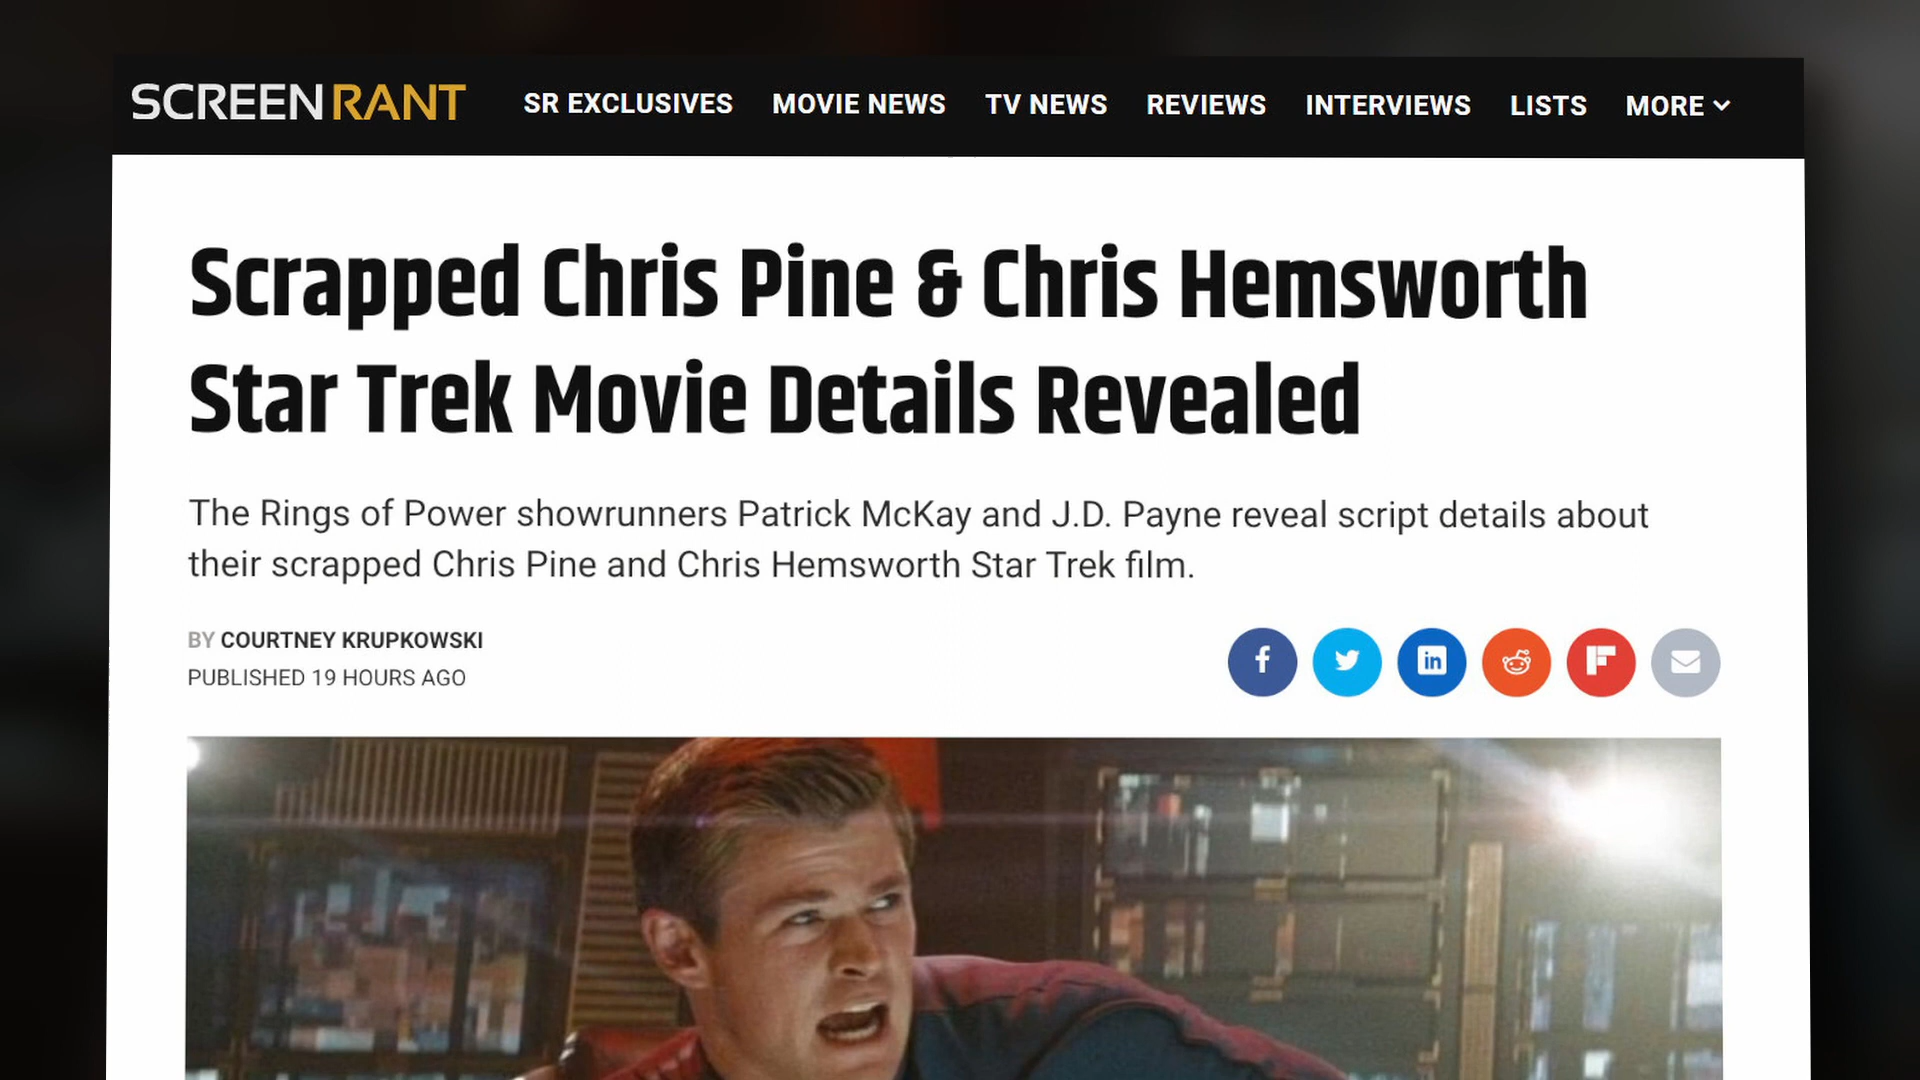 SCREENRANT SR EXCLUSIVES MOVIE NEWS TV NEWS REVIEWS INTERVIEWS LISTS MORE
Scrapped Chris Pine & Chris Hemsworth
Star Trek Movie Details Revealed
The Rings of Power showrunners Patrick McKay and J.D. Payne reveal script details about
their scrapped Chris Pine and Chris Hemsworth Star Trek film.
BY COURTNEY KRUPKOWSKI
PUBLISHED 19 HOURS AGO